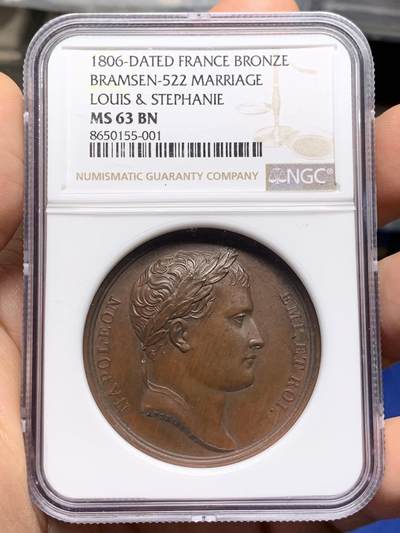 1806-DATED FRANCE BRONZE
BRAMSEN-522 MARRIAGE
LOUIS & STEPHANIE
MS 63 BN
8650155-001
NUMISMATIC GUARANTY COMPANY
NGC
NAPOLEON
EMP. ET ROI.